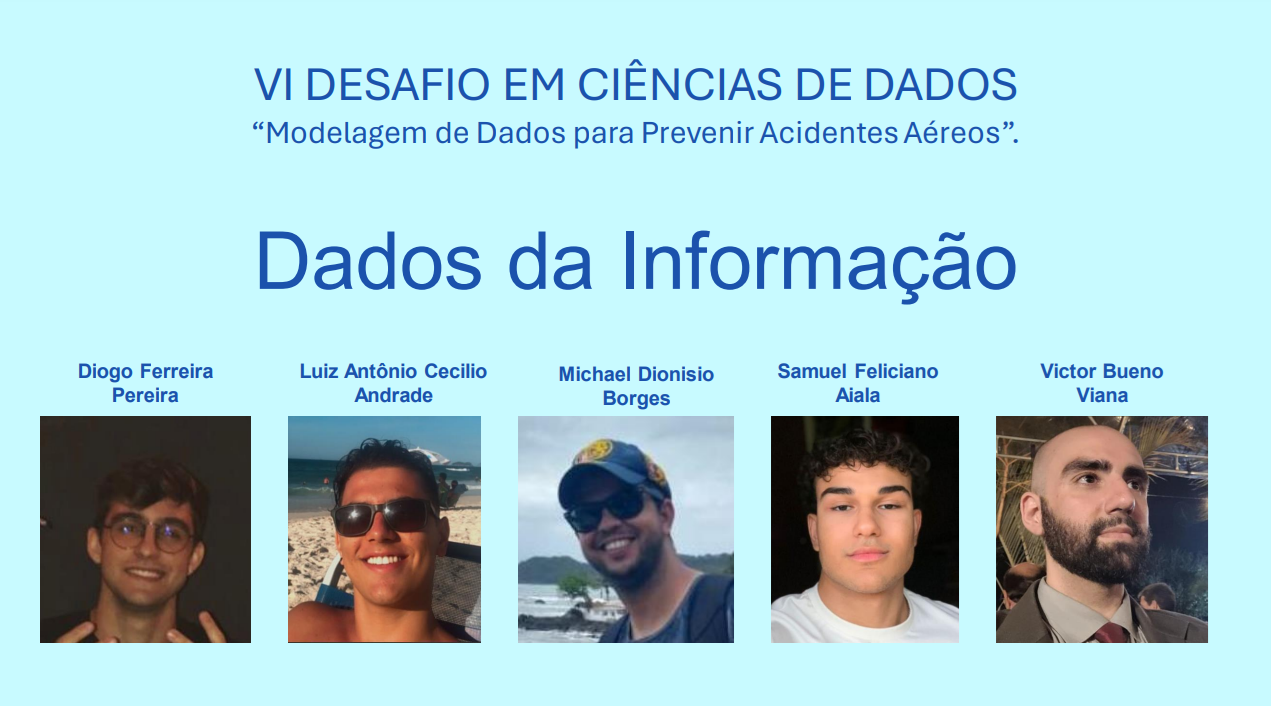 VI DESAFIO EM CIÊNCIAS DE DADOS
“Modelagem de Dados para Prevenir Acidentes Aéreos”.
Dados da Informação
Diogo Ferreira
Pereira
Luiz Antônio Cecilio
Andrade
Michael Dionisio
Borges
Samuel Feliciano
Aiala
Victor Bueno
Viana